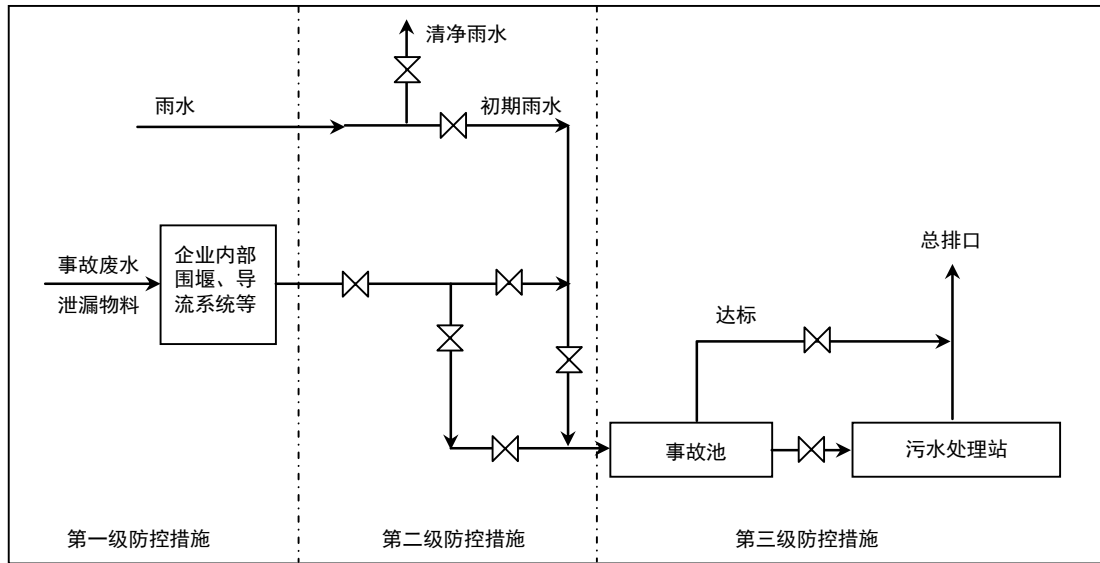 清净雨水
雨水
初期雨水
事故废水
泄漏物料
企业内部
围堰、导
流系统等
总排口
达标
事故池
污水处理站
第一级防控措施
第二级防控措施
第三级防控措施